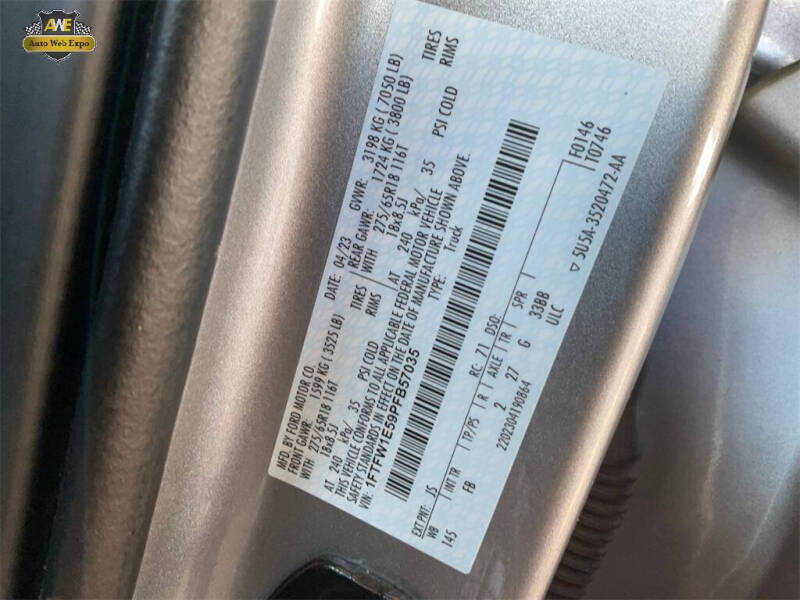 AWE
Auto Web Expo
MFD. BY FORD MOTOR CO.
DATE: 04/23 GVWR: 3198 KG ( 7050 LB)
FRONT GAWR: 1599 KG ( 3525 LB) REAR GAWR: 1724 KG ( 3800 LB)
WITH 275/65R18 116T TIRES WITH 275/65R18 116T TIRES
18x8.5J RIMS 18x8.5J RIMS
AT 240 kPa/ 35 PSI COLD AT 240 kPa/ 35 PSI COLD
THIS VEHICLE CONFORMS TO ALL APPLICABLE FEDERAL MOTOR VEHICLE
SAFETY STANDARDS IN EFFECT ON THE DATE OF MANUFACTURE SHOWN ABOVE.
VIN: 1FTFW1E59PFB57035 TYPE: Truck
F0146
T0746
EXT PNT: JS RC: 71 DSO:
WB INT TR TP/PS R AXLE TR SPR
145 FB 2 27 G 33BB
2202304190864 ULC
▽ 5U5A-3520472-AA